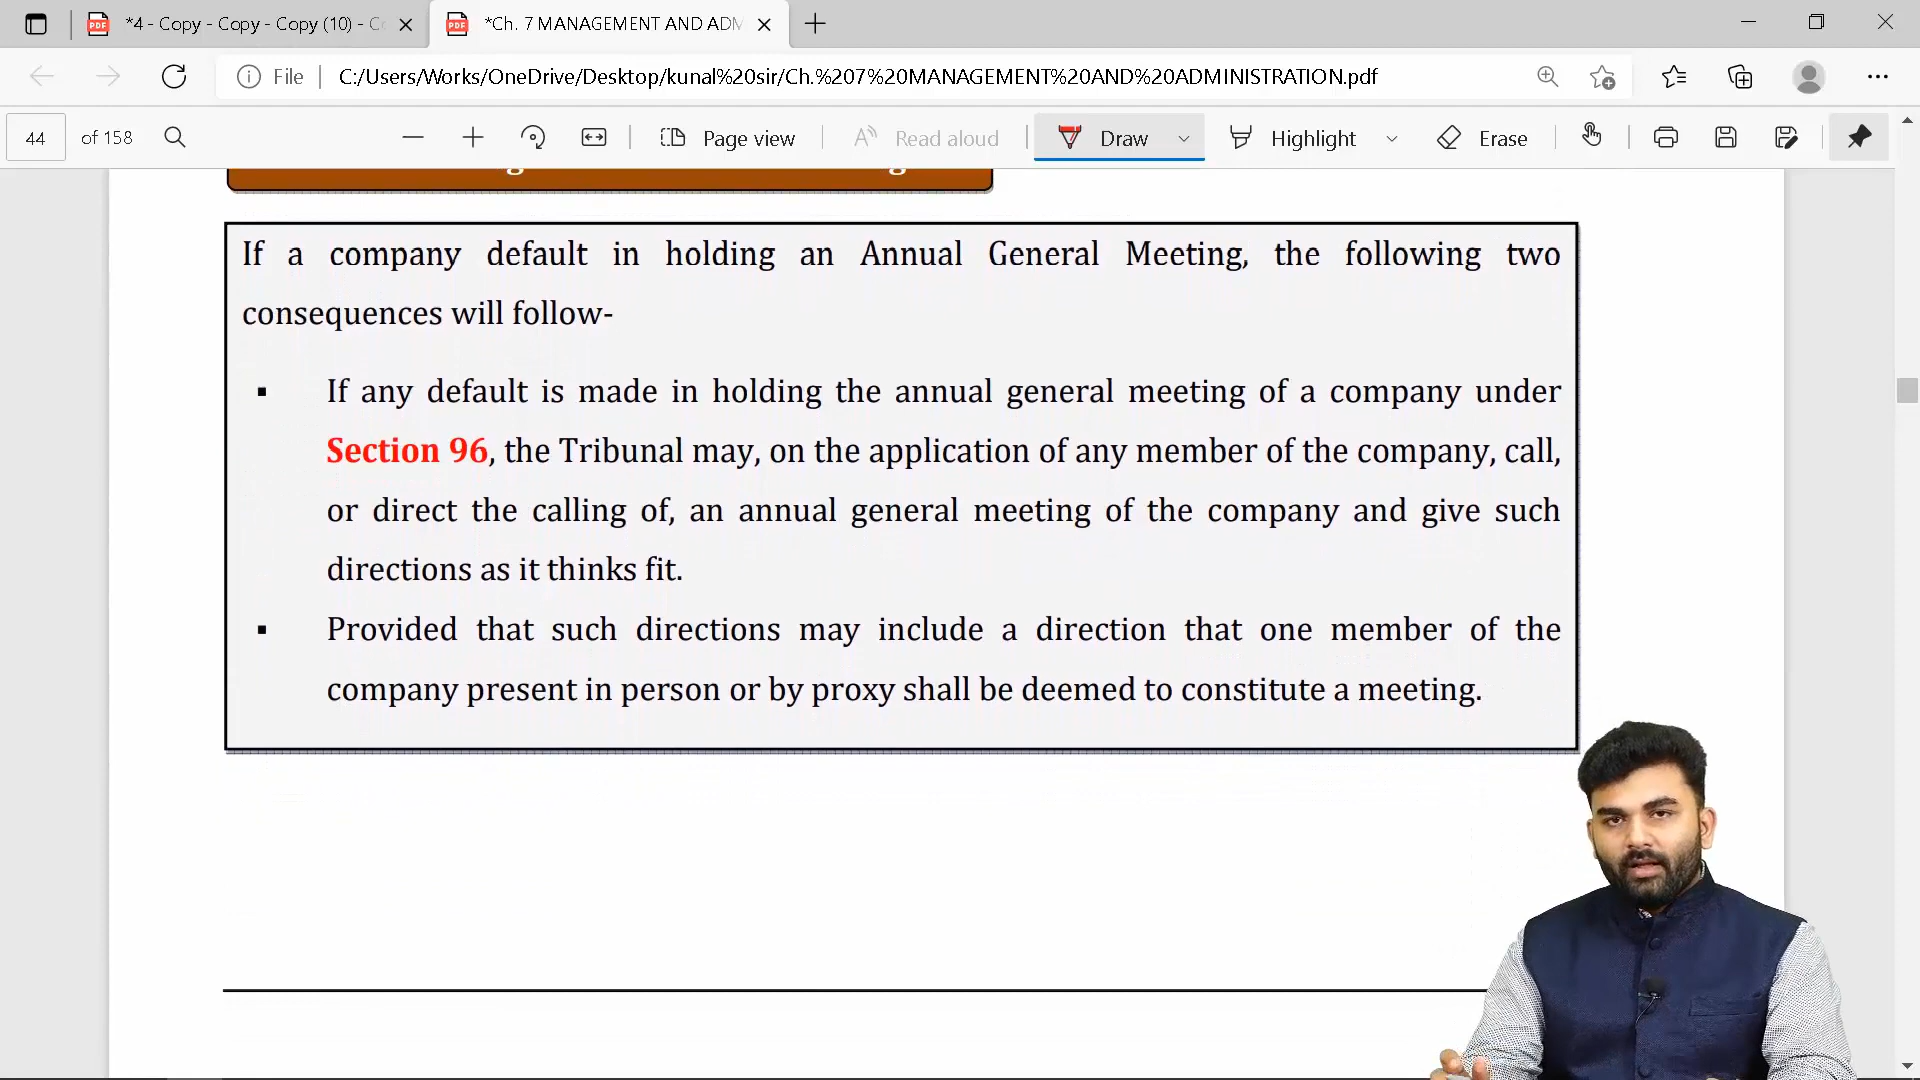 *4 - Copy - Copy - Copy (10) - C
*Ch. 7 MANAGEMENT AND ADM
File
C:/Users/Works/OneDrive/Desktop/kunal%20sir/Ch.%207%20MANAGEMENT%20AND%20ADMINISTRATION.pdf
44 of 158
Page view
Read aloud
Draw
Highlight
Erase
If a company default in holding an Annual General Meeting, the following two
consequences will follow-
▪ If any default is made in holding the annual general meeting of a company under
Section 96, the Tribunal may, on the application of any member of the company, call,
or direct the calling of, an annual general meeting of the company and give such
directions as it thinks fit.
▪ Provided that such directions may include a direction that one member of the
company present in person or by proxy shall be deemed to constitute a meeting.